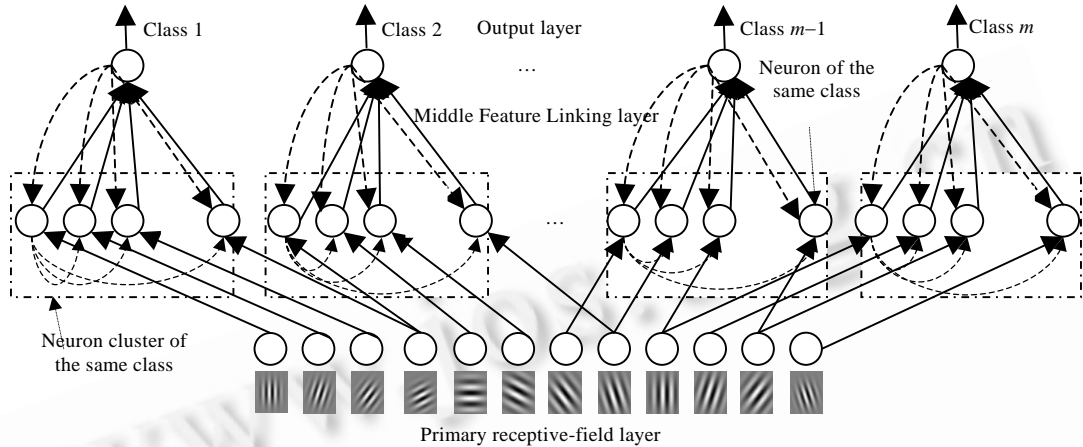 Class 1
Class 2
Output layer
Class m−1
Class m
...
Neuron of the
same class
Middle Feature Linking layer
...
Neuron cluster of
the same class
Primary receptive-field layer